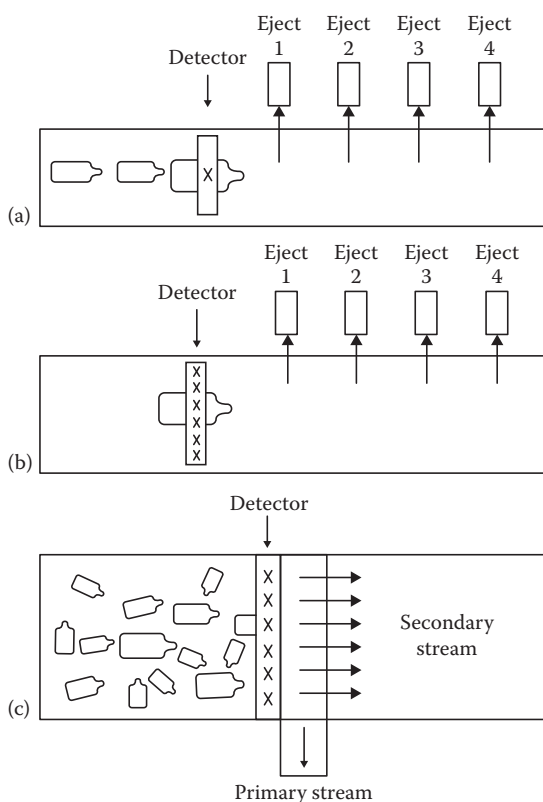 Eject Eject Eject Eject
1 2 3 4
Detector
X
(a)
Eject Eject Eject Eject
1 2 3 4
Detector
X
X
X
X
X
X
(b)
Detector
X
X
X
X
X
X
Secondary
stream
(c)
Primary stream